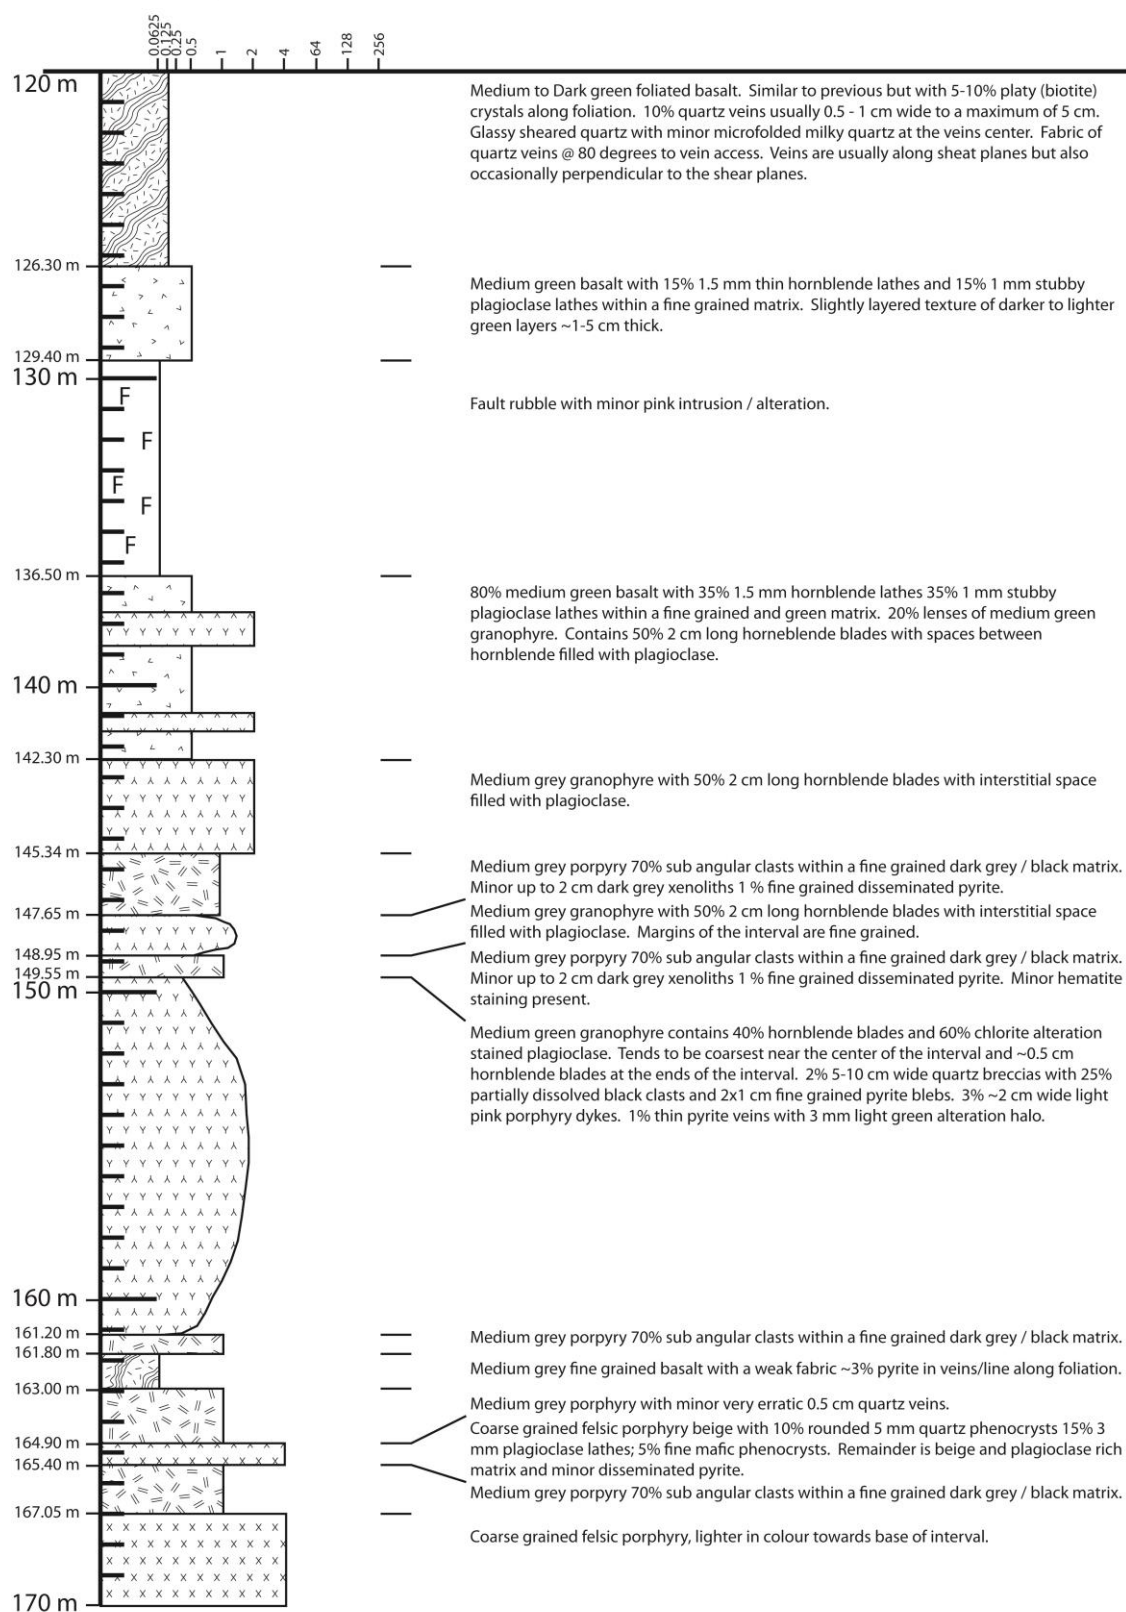 0.0625
0.125
0.25
0.5
1
2
4
64
128
256
120 m
Medium to Dark green foliated basalt. Similar to previous but with 5-10% platy (biotite)
crystals along foliation. 10% quartz veins usually 0.5 - 1 cm wide to a maximum of 5 cm.
Glassy sheared quartz with minor microfolded milky quartz at the veins center. Fabric of
quartz veins @ 80 degrees to vein access. Veins are usually along sheat planes but also
occasionally perpendicular to the shear planes.
126.30 m
Medium green basalt with 15% 1.5 mm thin hornblende lathes and 15% 1 mm stubby
plagioclase lathes within a fine grained matrix. Slightly layered texture of darker to lighter
green layers ~1-5 cm thick.
129.40 m
130 m
F
Fault rubble with minor pink intrusion / alteration.
F
F
F
F
136.50 m
80% medium green basalt with 35% 1.5 mm hornblende lathes 35% 1 mm stubby
plagioclase lathes within a fine grained and green matrix. 20% lenses of medium green
granophyre. Contains 50% 2 cm long horneblende blades with spaces between
hornblende filled with plagioclase.
140 m
142.30 m
Medium grey granophyre with 50% 2 cm long hornblende blades with interstitial space
filled with plagioclase.
145.34 m
Medium grey porpyry 70% sub angular clasts within a fine grained dark grey / black matrix.
Minor up to 2 cm dark grey xenoliths 1 % fine grained disseminated pyrite.
147.65 m
Medium grey granophyre with 50% 2 cm long hornblende blades with interstitial space
filled with plagioclase. Margins of the interval are fine grained.
148.95 m
Medium grey porpyry 70% sub angular clasts within a fine grained dark grey / black matrix.
Minor up to 2 cm dark grey xenoliths 1 % fine grained disseminated pyrite. Minor hematite
staining present.
149.55 m
150 m
Medium green granophyre contains 40% hornblende blades and 60% chlorite alteration
stained plagioclase. Tends to be coarsest near the center of the interval and ~0.5 cm
hornblende blades at the ends of the interval. 2% 5-10 cm wide quartz breccias with 25%
partially dissolved black clasts and 2x1 cm fine grained pyrite blebs. 3% ~2 cm wide light
pink porphyry dykes. 1% thin pyrite veins with 3 mm light green alteration halo.
160 m
161.20 m
Medium grey porpyry 70% sub angular clasts within a fine grained dark grey / black matrix.
161.80 m
Medium grey fine grained basalt with a weak fabric ~3% pyrite in veins/line along foliation.
163.00 m
Medium grey porphyry with minor very erratic 0.5 cm quartz veins.
164.90 m
Coarse grained felsic porphyry beige with 10% rounded 5 mm quartz phenocrysts 15% 3
mm plagioclase lathes; 5% fine mafic phenocrysts. Remainder is beige and plagioclase rich
matrix and minor disseminated pyrite.
165.40 m
Medium grey porpyry 70% sub angular clasts within a fine grained dark grey / black matrix.
167.05 m
Coarse grained felsic porphyry, lighter in colour towards base of interval.
170 m